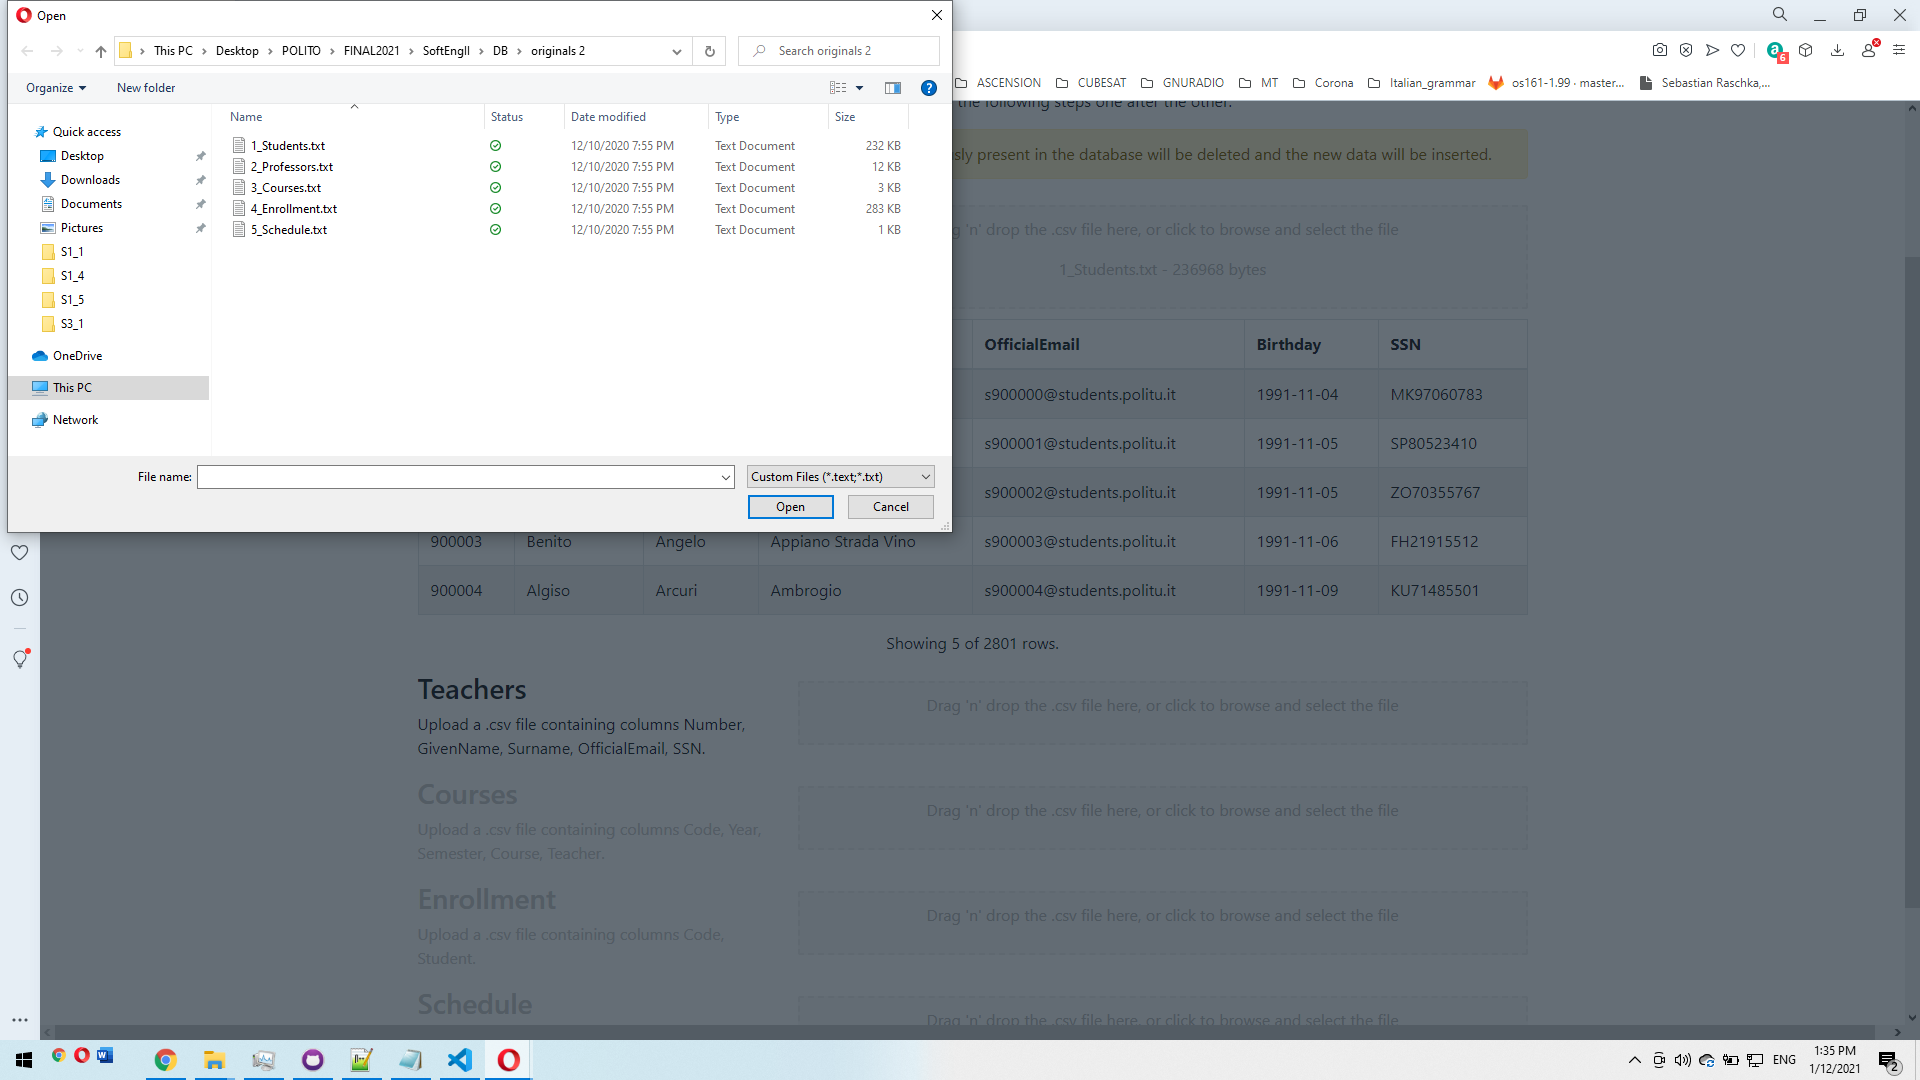 Open
This PC > Desktop > POLITO > FINAL2021 > SoftEngII > DB > originals 2
Search originals 2
Organize
New folder
Name Status Date modified Type Size
1_Students.txt 12/10/2020 7:55 PM Text Document 232 KB
2_Professors.txt 12/10/2020 7:55 PM Text Document 12 KB
3_Courses.txt 12/10/2020 7:55 PM Text Document 3 KB
4_Enrollment.txt 12/10/2020 7:55 PM Text Document 283 KB
5_Schedule.txt 12/10/2020 7:55 PM Text Document 1 KB
Quick access
Desktop
Downloads
Documents
Pictures
S1_1
S1_4
S1_5
S3_1
OneDrive
This PC
Network
File name:
Custom Files (*.text;*.txt)
Open
Cancel
a
6
ASCENSION CUBESAT GNURADIO MT Corona Italian_grammar os161-1.99 · master... Sebastian Raschka,...
the following steps one after the other.
sly present in the database will be deleted and the new data will be inserted.
'n' drop the .csv file here, or click to browse and select the file
1_Students.txt - 236968 bytes
OfficialEmail Birthday SSN
s900000@students.politu.it 1991-11-04 MK97060783
s900001@students.politu.it 1991-11-05 SP80523410
s900002@students.politu.it 1991-11-05 ZO70355767
900003 Benito Angelo Appiano Strada Vino s900003@students.politu.it 1991-11-06 FH21915512
900004 Algiso Arcuri Ambrogio s900004@students.politu.it 1991-11-09 KU71485501
Showing 5 of 2801 rows.
Teachers
Upload a .csv file containing columns Number,
GivenName, Surname, OfficialEmail, SSN.
Drag 'n' drop the .csv file here, or click to browse and select the file
Courses
Upload a .csv file containing columns Code, Year,
Semester, Course, Teacher.
Drag 'n' drop the .csv file here, or click to browse and select the file
Enrollment
Upload a .csv file containing columns Code,
Student.
Drag 'n' drop the .csv file here, or click to browse and select the file
Schedule
Drag 'n' drop the .csv file here, or click to browse and select the file
ENG
1:35 PM
1/12/2021
2